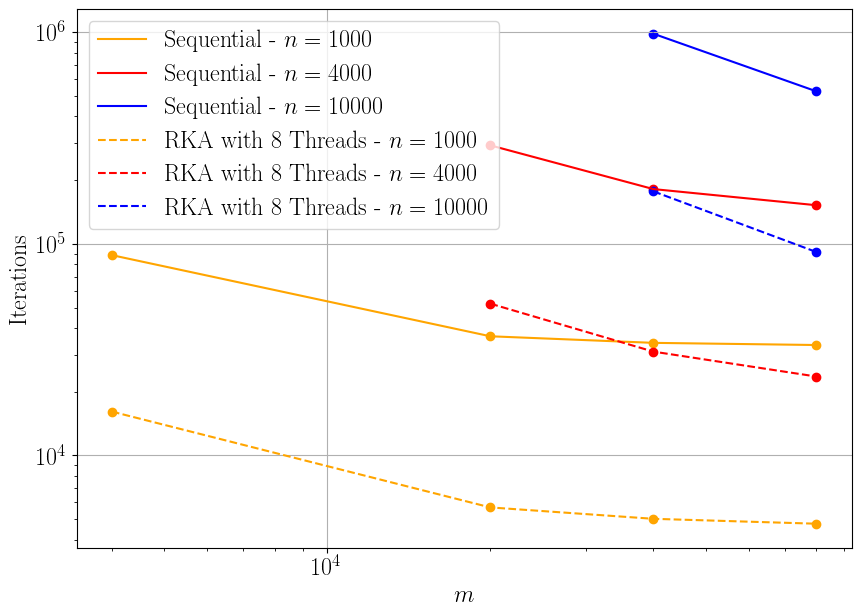 10^6
10^5
10^4
Iterations
Sequential - n = 1000
Sequential - n = 4000
Sequential - n = 10000
RKA with 8 Threads - n = 1000
RKA with 8 Threads - n = 4000
RKA with 8 Threads - n = 10000
10^4
m